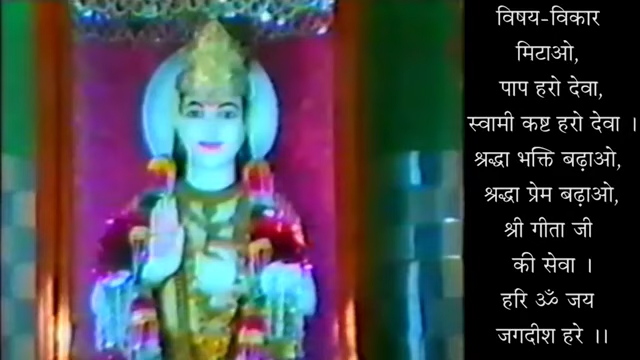 विषय-विकार
मिटाओ,
पाप हरो देवा,
स्वामी कष्ट हरो देवा ।
श्रद्धा भक्ति बढ़ाओ,
श्रद्धा प्रेम बढ़ाओ,
श्री गीता जी
की सेवा ।
हरि ॐ जय
जगदीश हरे ।।